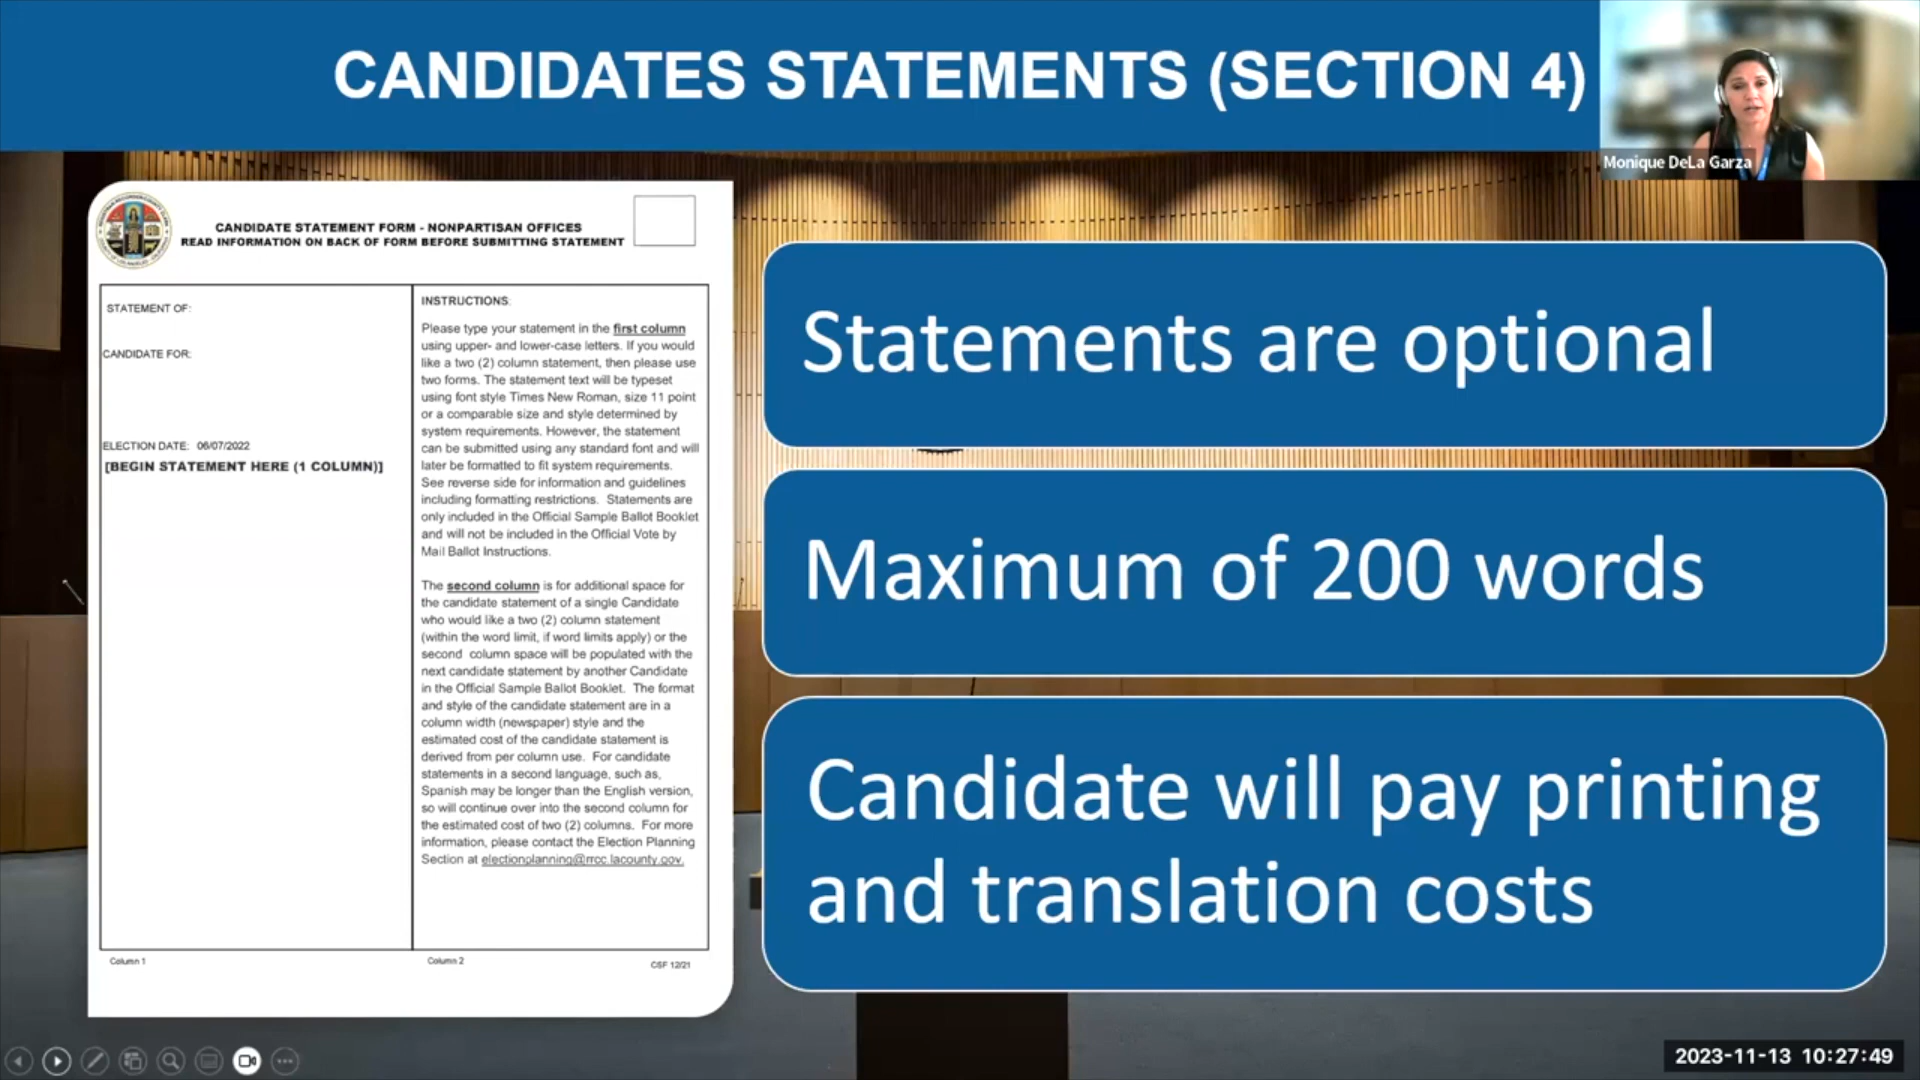 CANDIDATES STATEMENTS (SECTION 4)
Monique DeLa Garza
CANDIDATE STATEMENT FORM - NONPARTISAN OFFICES
READ INFORMATION ON BACK OF FORM BEFORE SUBMITTING STATEMENT
STATEMENT OF:
CANDIDATE FOR:
ELECTION DATE: 06/07/2022
[BEGIN STATEMENT HERE (1 COLUMN)]
INSTRUCTIONS:
Please type your statement in the first column
using upper- and lower-case letters. If you would
like a two (2) column statement, then please use
two forms. The statement text will be typeset
using font style Times New Roman, size 11 point
or a comparable size and style determined by
system requirements. However, the statement
can be submitted using any standard font and will
later be formatted to fit system requirements.
See reverse side for information and guidelines
including formatting restrictions. Statements are
only included in the Official Sample Ballot Booklet
and will not be included in the Official Vote by
Mail Ballot Instructions.
The second column is for additional space for
the candidate statement of a single Candidate
who would like a two (2) column statement
(within the word limit, if word limits apply) or the
second column space will be populated with the
next candidate statement by another Candidate
in the Official Sample Ballot Booklet. The format
and style of the candidate statement are in a
column width (newspaper) style and the
estimated cost of the candidate statement is
derived from per column use. For candidate
statements in a second language, such as,
Spanish may be longer than the English version,
so will continue over into the second column for
the estimated cost of two (2) columns. For more
information, please contact the Election Planning
Section at electionplanning@rrcc.lacounty.gov.
Column 1
Column 2
CSF 12/21
Statements are optional
Maximum of 200 words
Candidate will pay printing
and translation costs
2023-11-13 10:27:49